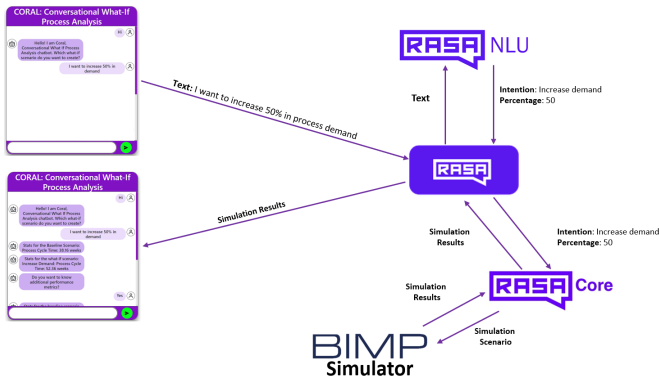 CORAL: Conversational What-If
Process Analysis
Hi
Hello! I am Coral,
Conversational What If Process
Analysis chatbot. Which what-if
scenario do you want to create?
I want to increase 50% in
demand
Text: I want to increase 50% in process demand
RASA NLU
Text
Intention: Increase demand
Percentage: 50
RASA
CORAL: Conversational What-If
Process Analysis
Hi
Hello! I am Coral,
Conversational What If Process
Analysis chatbot. Which what-if
scenario do you want to create?
I want to increase 50% in
demand
Stats for the Baseline Scenario:
Process Cycle Time:
weeks
Stats for the what-if scenario:
Increase Demand: Process Cycle
Time:
weeks
Do you want to know
additional performance
metrics?
Yes
Simulation Results
Simulation
Results
Intention: Increase demand
Percentage: 50
RASA Core
Simulation
Results
Simulation
Scenario
BIMP
Simulator